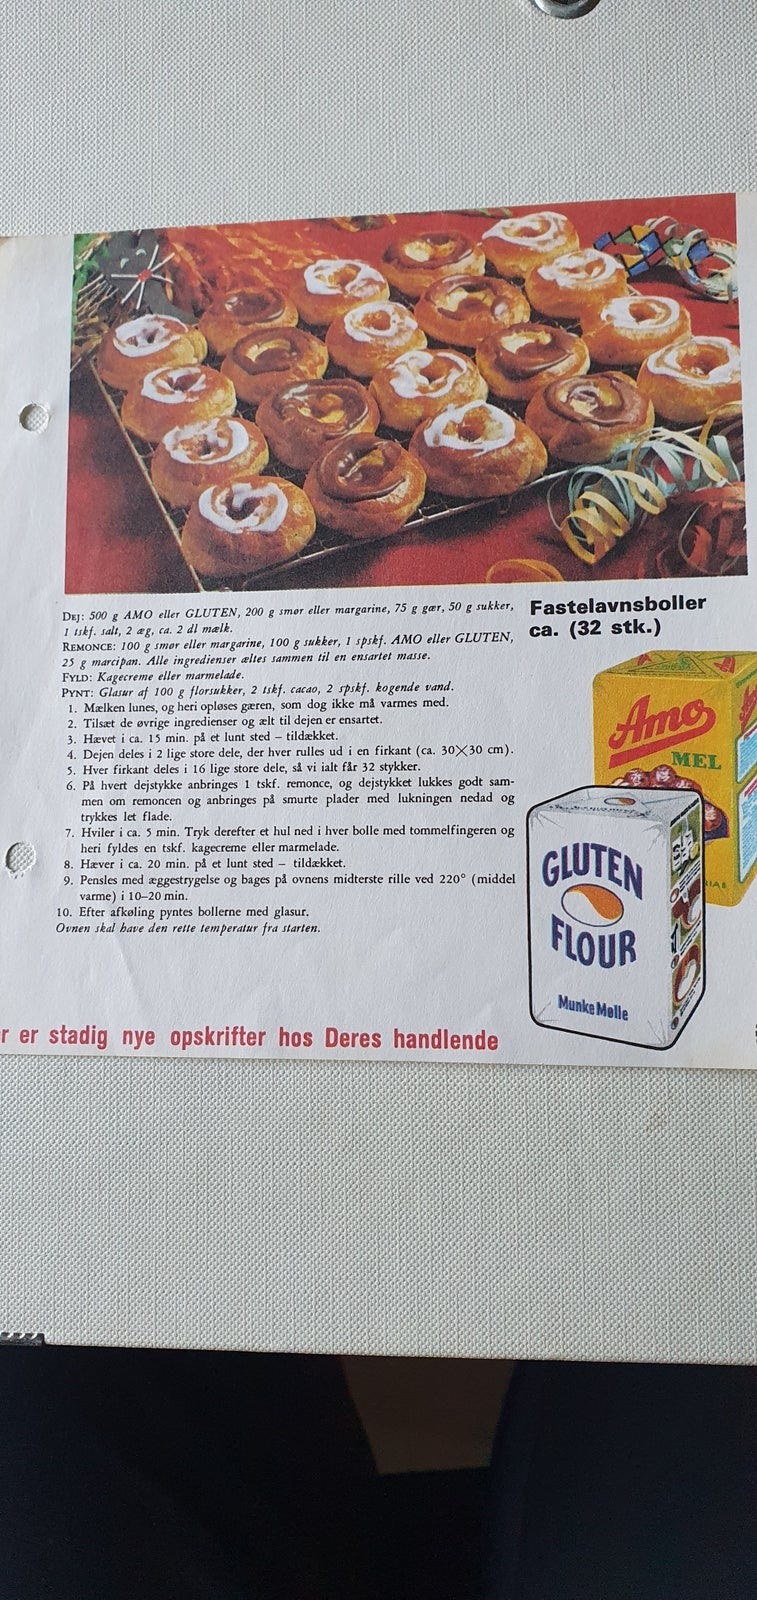 DEJ: 500 g AMO eller GLUTEN, 200 g smør eller margarine, 75 g gær, 50 g sukker,
1 tskf. salt, 2 æg, ca. 2 dl mælk.
REMONCE: 100 g smør eller margarine, 100 g sukker, 1 spskf. AMO eller GLUTEN,
25 g marcipan. Alle ingredienser æltes sammen til en ensartet masse.
FYLD: Kagecreme eller marmelade.
PYNT: Glasur af 100 g florsukker, 2 tskf. cacao, 2 spskf. kogende vand.
1. Mælken lunes, og heri opløses gæren, som dog ikke må varmes med.
2. Tilsæt de øvrige ingredienser og ælt til dejen er ensartet.
3. Hævet i ca. 15 min. på et lunt sted – tildækket.
4. Dejen deles i 2 lige store dele, der hver rulles ud i en firkant (ca. 30×30 cm).
5. Hver firkant deles i 16 lige store dele, så vi ialt får 32 stykker.
6. På hvert dejstykke anbringes 1 tskf. remonce, og dejstykket lukkes godt sam-
men om remoncen og anbringes på smurte plader med lukningen nedad og
trykkes let flade.
7. Hviler i ca. 5 min. Tryk derefter et hul ned i hver bolle med tommelfingeren og
heri fyldes en tskf. kagecreme eller marmelade.
8. Hæver i ca. 20 min. på et lunt sted – tildækket.
9. Pensles med æggestrygelse og bages på ovnens midterste rille ved 220° (middel
varme) i 10–20 min.
10. Efter afkøling pyntes bollerne med glasur.
Ovnen skal have den rette temperatur fra starten.
Fastelavnsboller
ca. (32 stk.)
Amo
MEL
GLUTEN
FLOUR
MunkeMølle
r er stadig nye opskrifter hos Deres handlende